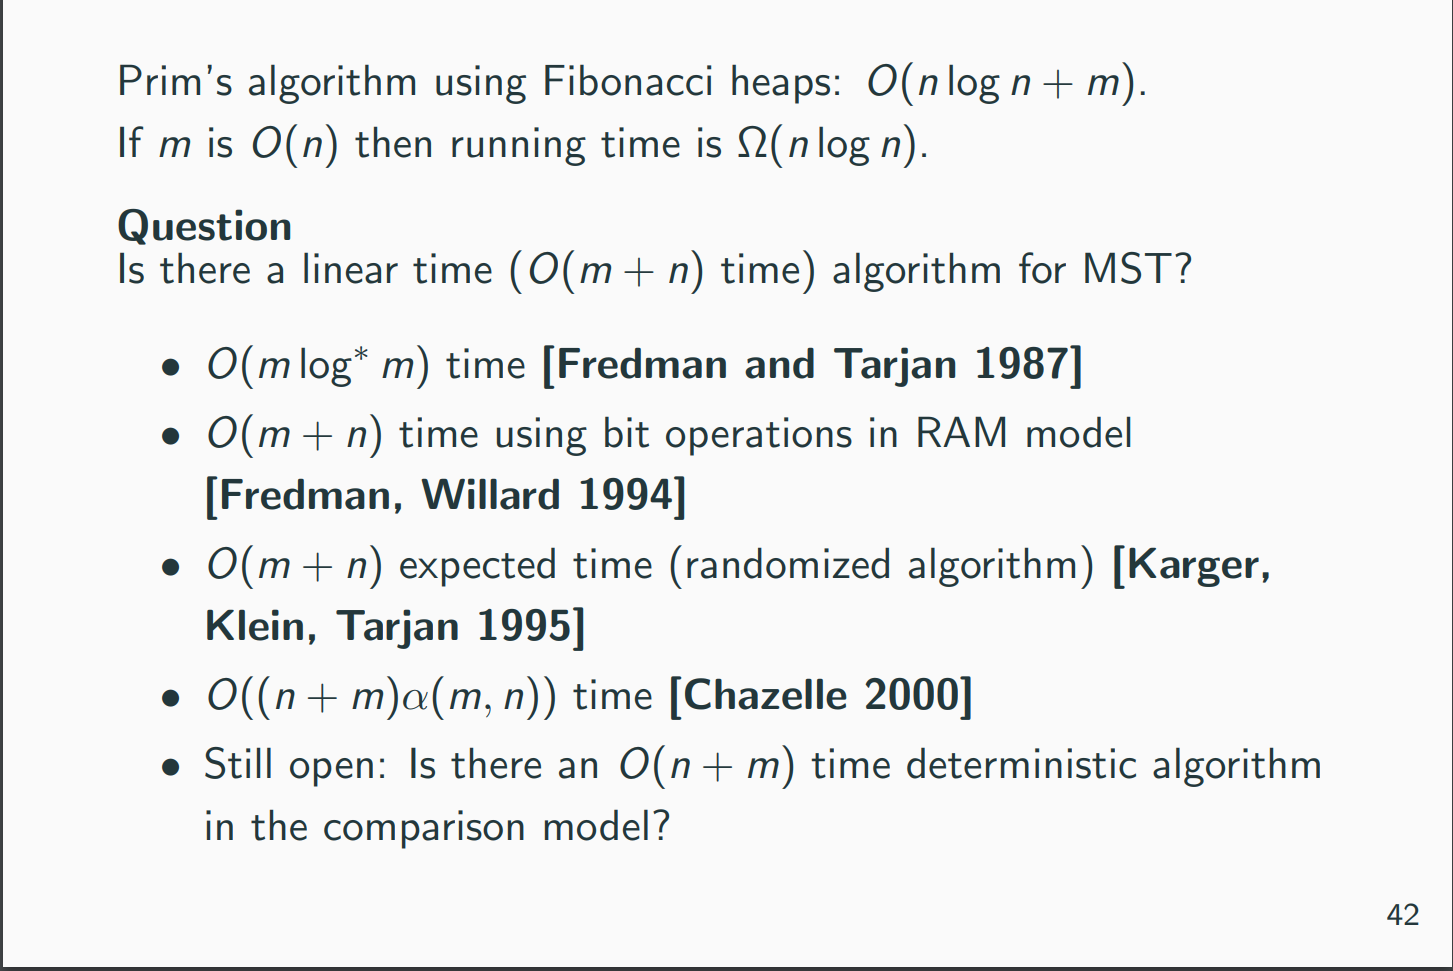 Prim's algorithm using Fibonacci heaps: O(n log n + m).
If m is O(n) then running time is Ω(n log n).
Question
Is there a linear time (O(m + n) time) algorithm for MST?
• O(m log* m) time [Fredman and Tarjan 1987]
• O(m + n) time using bit operations in RAM model
[Fredman, Willard 1994]
• O(m + n) expected time (randomized algorithm) [Karger,
Klein, Tarjan 1995]
• O((n + m)α(m, n)) time [Chazelle 2000]
• Still open: Is there an O(n + m) time deterministic algorithm
in the comparison model?
42